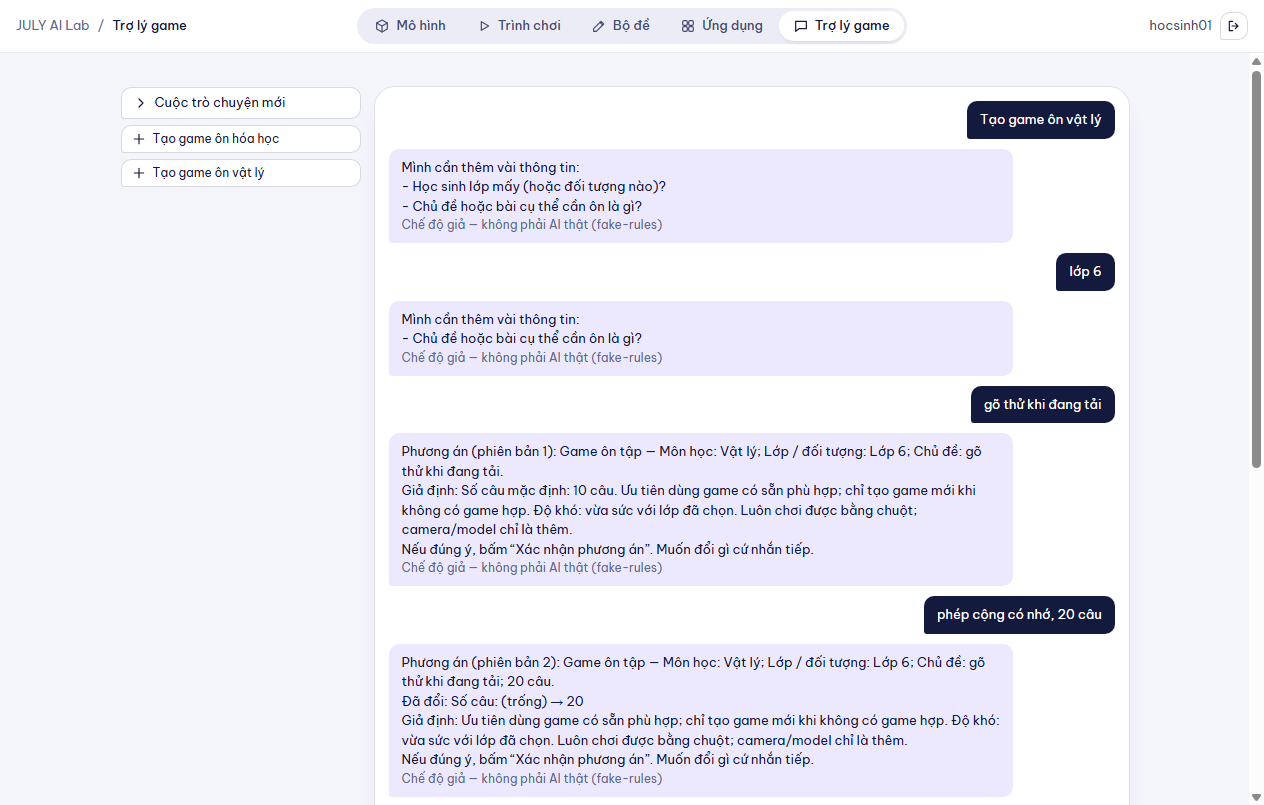 JULY AI Lab / Trợ lý game
Mô hình
Trình chơi
Bộ đề
Ứng dụng
Trợ lý game
hocsinh01
Cuộc trò chuyện mới
Tạo game ôn hóa học
Tạo game ôn vật lý
Tạo game ôn vật lý
Mình cần thêm vài thông tin:
- Học sinh lớp mấy (hoặc đối tượng nào)?
- Chủ đề hoặc bài cụ thể cần ôn là gì?
Chế độ giả — không phải AI thật (fake-rules)
lớp 6
Mình cần thêm vài thông tin:
- Chủ đề hoặc bài cụ thể cần ôn là gì?
Chế độ giả — không phải AI thật (fake-rules)
gõ thử khi đang tải
Phương án (phiên bản 1): Game ôn tập — Môn học: Vật lý; Lớp / đối tượng: Lớp 6; Chủ đề: gõ
thử khi đang tải.
Giả định: Số câu mặc định: 10 câu. Ưu tiên dùng game có sẵn phù hợp; chỉ tạo game mới khi
không có game hợp. Độ khó: vừa sức với lớp đã chọn. Luôn chơi được bằng chuột;
camera/model chỉ là thêm.
Nếu đúng ý, bấm “Xác nhận phương án”. Muốn đổi gì cứ nhắn tiếp.
Chế độ giả — không phải AI thật (fake-rules)
phép cộng có nhớ, 20 câu
Phương án (phiên bản 2): Game ôn tập — Môn học: Vật lý; Lớp / đối tượng: Lớp 6; Chủ đề: gõ
thử khi đang tải; 20 câu.
Đã đổi: Số câu: (trống) → 20
Giả định: Ưu tiên dùng game có sẵn phù hợp; chỉ tạo game mới khi không có game hợp. Độ khó:
vừa sức với lớp đã chọn. Luôn chơi được bằng chuột; camera/model chỉ là thêm.
Nếu đúng ý, bấm “Xác nhận phương án”. Muốn đổi gì cứ nhắn tiếp.
Chế độ giả — không phải AI thật (fake-rules)